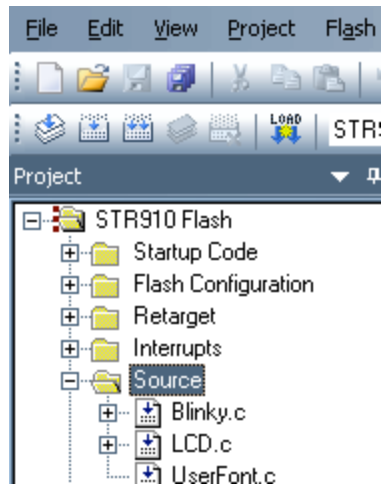 File Edit View Project Flash
LOAD STR9
Project
STR910 Flash
Startup Code
Flash Configuration
Retarget
Interrupts
Source
Blinky.c
LCD.c
UserFont.c